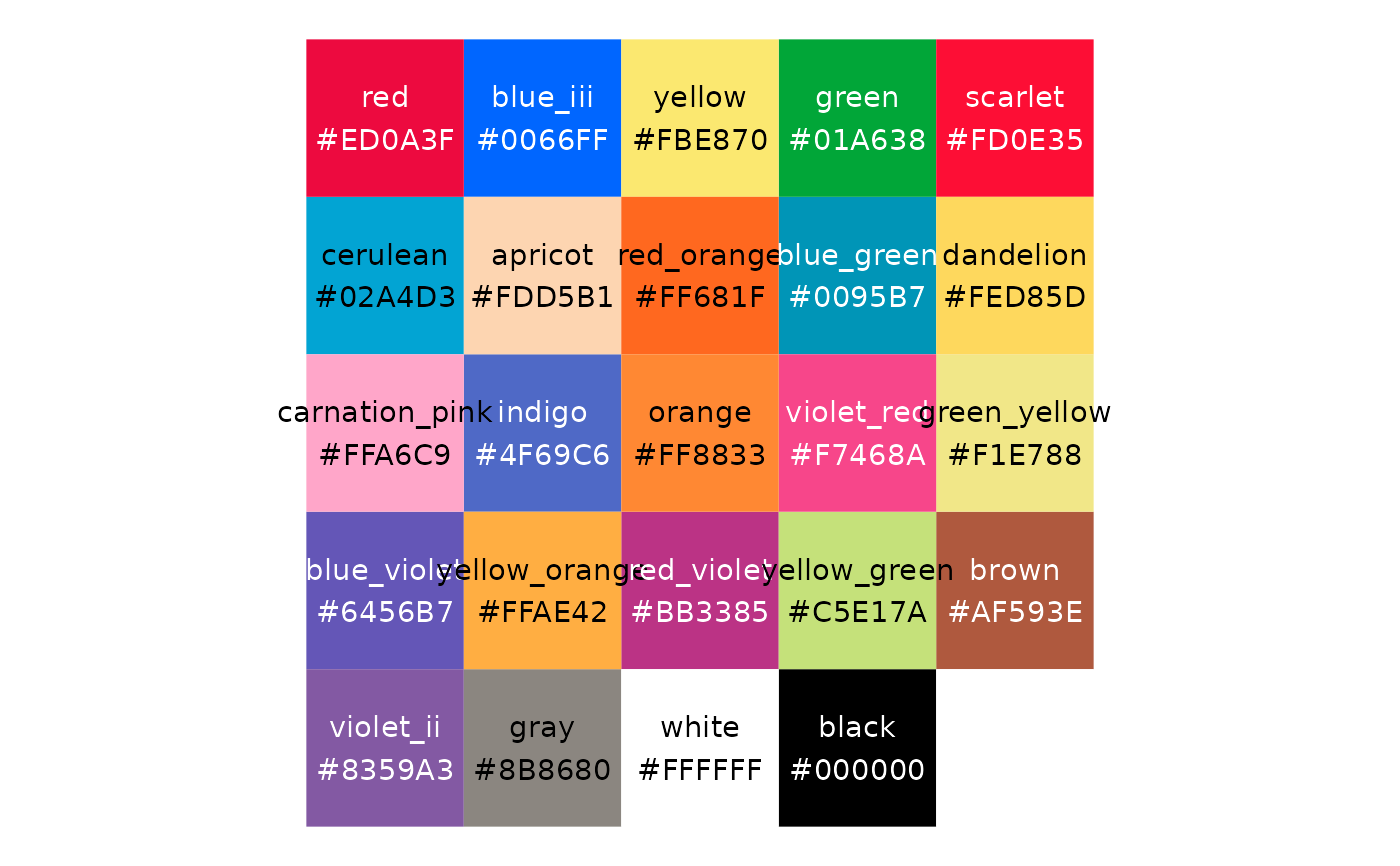 red blue_iii yellow green scarlet
#ED0A3F #0066FF #FBE870 #01A638 #FD0E35
cerulean apricot red_orange blue_green dandelion
#02A4D3 #FDD5B1 #FF681F #0095B7 #FED85D
carnation_pink indigo orange violet_red green_yellow
#FFA6C9 #4F69C6 #FF8833 #F7468A #F1E788
blue_violet yellow_orange red_violet yellow_green brown
#6456B7 #FFAE42 #BB3385 #C5E17A #AF593E
violet_ii gray white black
#8359A3 #8B8680 #FFFFFF #000000